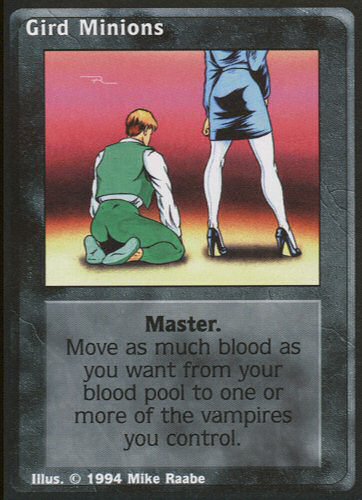 Gird Minions
Master.
Move as much blood as
you want from your
blood pool to one or
more of the vampires
you control.
Illus. © 1994 Mike Raabe